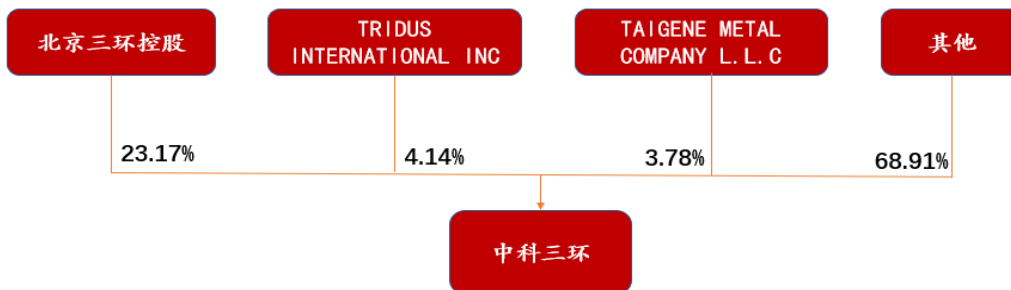 北京三环控股
TRIDUS
INTERNATIONAL INC
TAIGENE METAL
COMPANY L.L.C
其他
23.17%
4.14%
3.78%
68.91%
中科三环